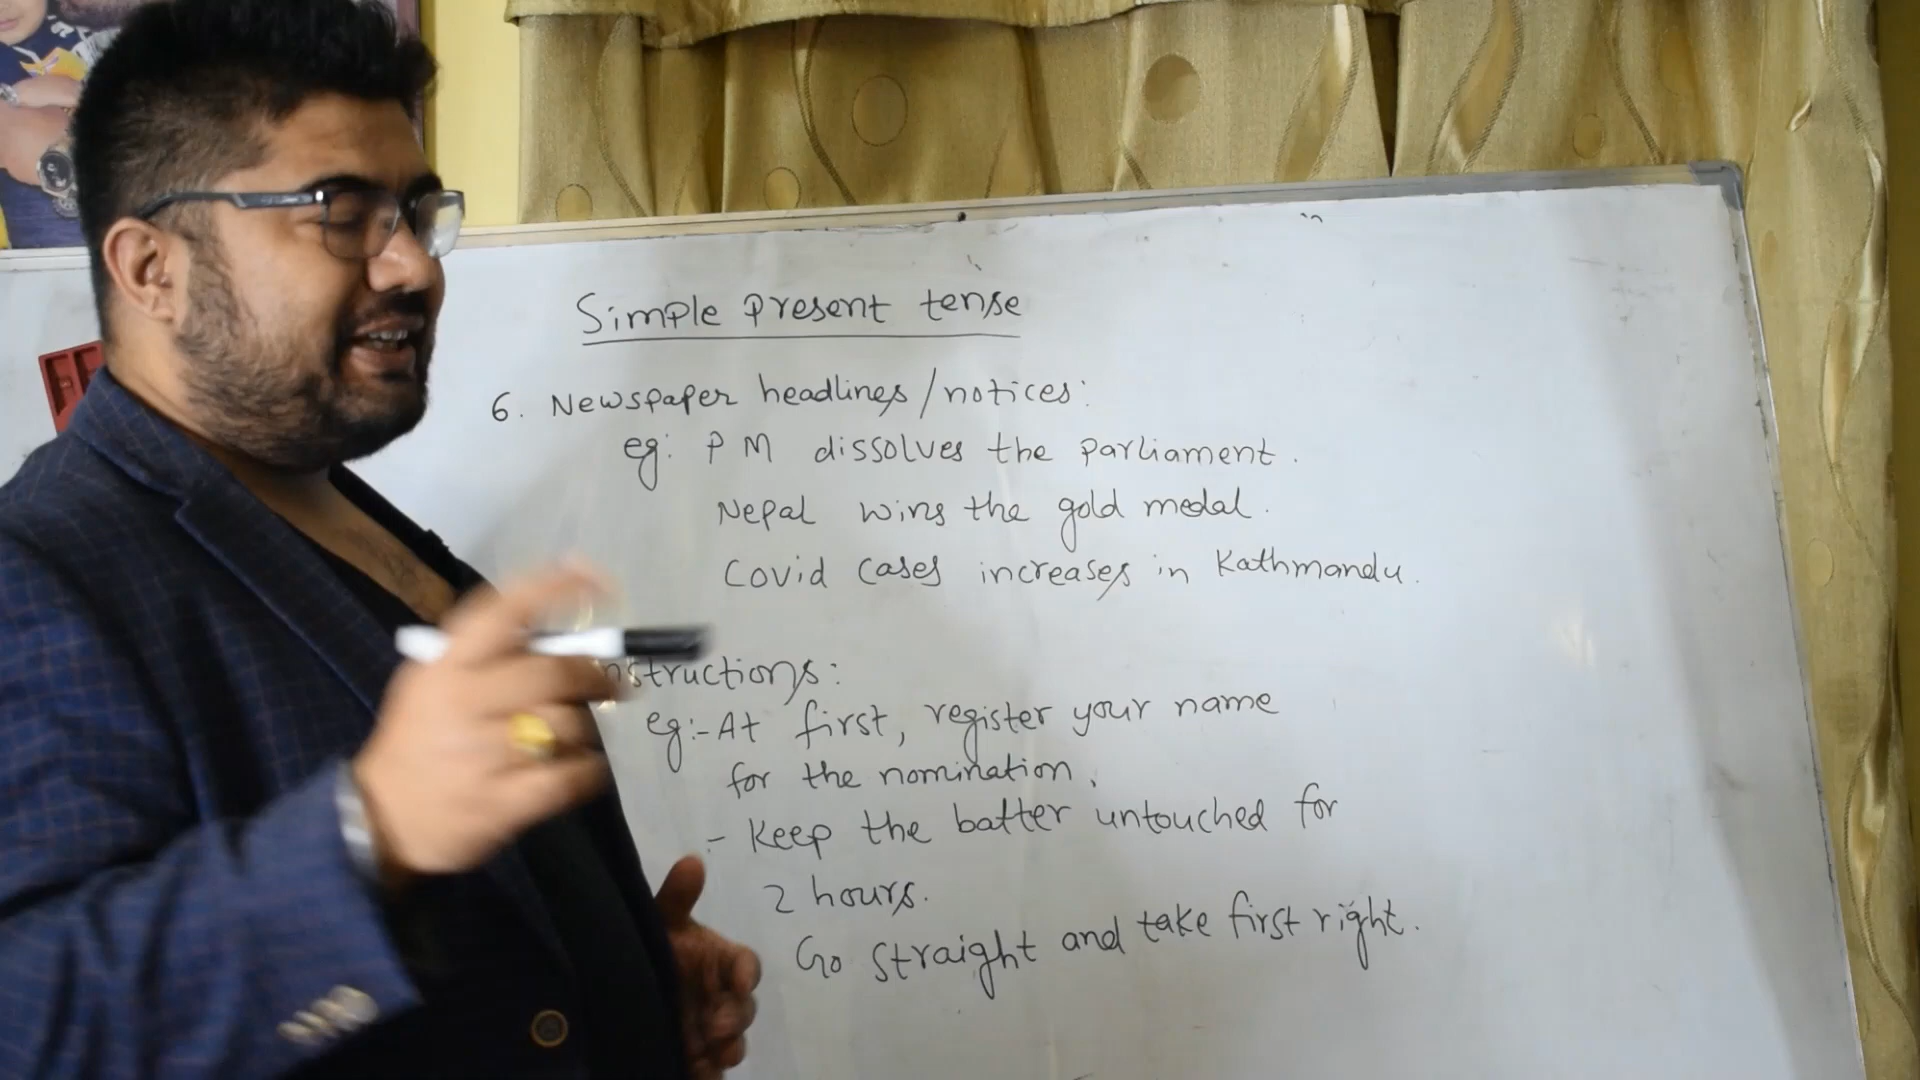 Simple present tense
6. Newspaper headlines/notices:
eg: PM dissolves the parliament.
Nepal wins the gold medal.
Covid cases increases in Kathmandu.
nstructions:
eg:- At first, register your name
for the nomination.
- Keep the batter untouched for
2 hours.
Go straight and take first right.